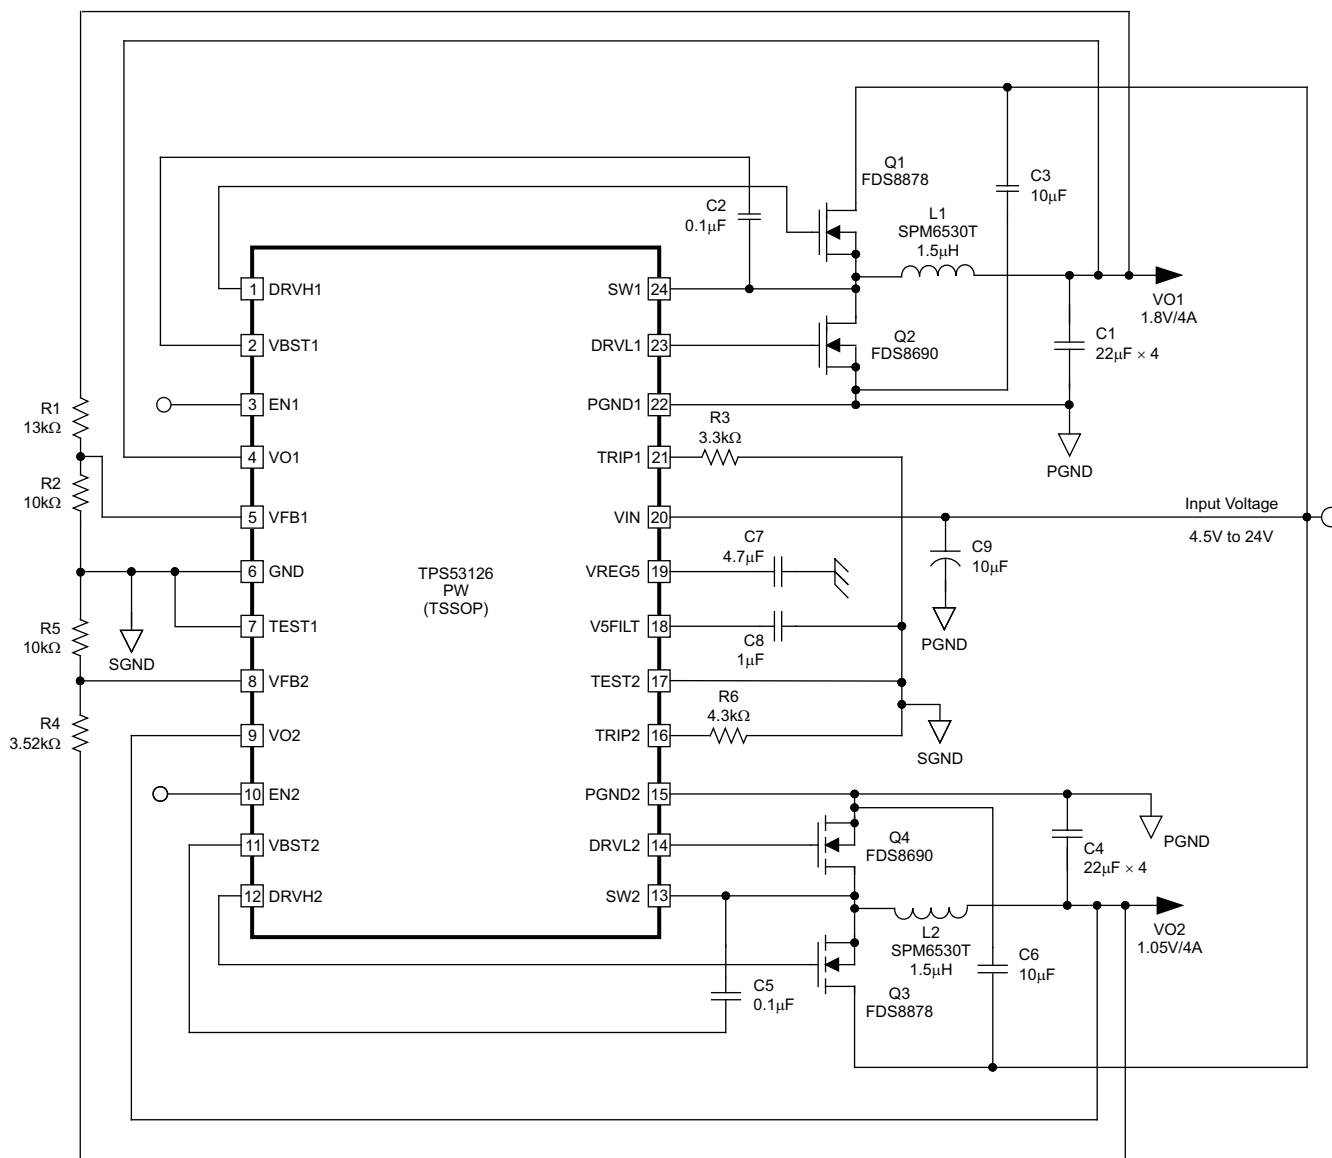 Q1
FDS8878
C3
10μF
C2
0.1μF
L1
SPM6530T
1.5μH
1 DRVH1
SW1 24
VO1
1.8V/4A
2 VBST1
DRVL1 23
Q2
FDS8690
C1
22μF × 4
R1
13kΩ
3 EN1
PGND1 22
R3
3.3kΩ
PGND
4 VO1
TRIP1 21
R2
10kΩ
5 VFB1
VIN 20
Input Voltage
4.5V to 24V
C7
4.7μF
C9
10μF
6 GND
TPS53126
PW
(TSSOP)
VREG5 19
R5
10kΩ
7 TEST1
V5FILT 18
C8
1μF
PGND
SGND
8 VFB2
TEST2 17
R6
4.3kΩ
R4
3.52kΩ
9 VO2
TRIP2 16
SGND
10 EN2
PGND2 15
PGND
11 VBST2
DRVL2 14
Q4
FDS8690
C4
22μF × 4
12 DRVH2
SW2 13
L2
SPM6530T
1.5μH
VO2
1.05V/4A
C6
10μF
C5
0.1μF
Q3
FDS8878